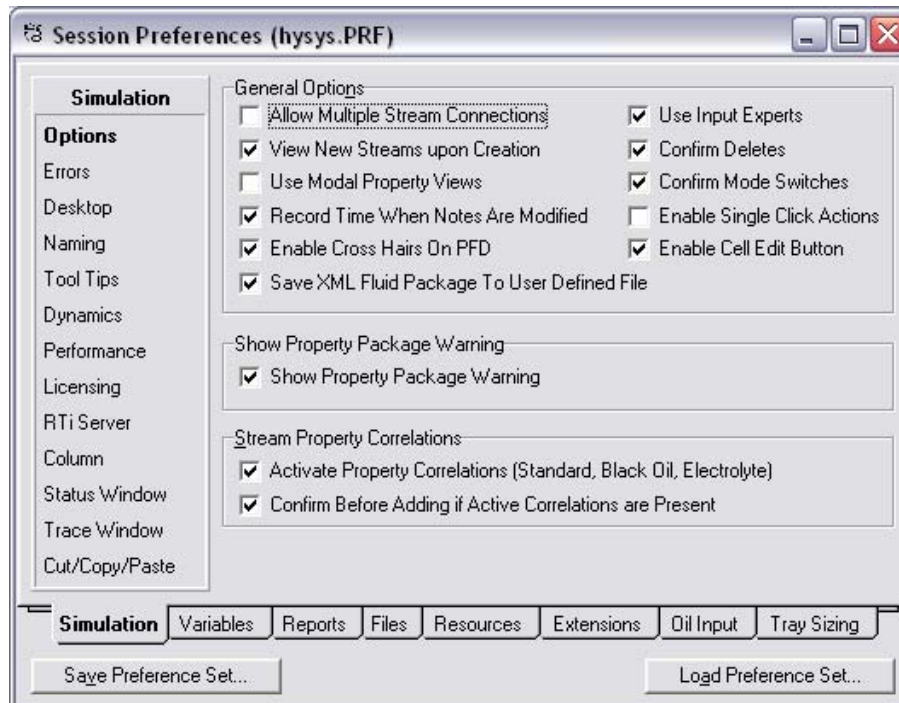 Session Preferences (hysys.PRF)
Simulation
Options
Errors
Desktop
Naming
Tool Tips
Dynamics
Performance
Licensing
RTi Server
Column
Status Window
Trace Window
Cut/Copy/Paste
General Options
Allow Multiple Stream Connections
View New Streams upon Creation
Use Modal Property Views
Record Time When Notes Are Modified
Enable Cross Hairs On PFD
Save XML Fluid Package To User Defined File
Use Input Experts
Confirm Deletes
Confirm Mode Switches
Enable Single Click Actions
Enable Cell Edit Button
Show Property Package Warning
Show Property Package Warning
Stream Property Correlations
Activate Property Correlations (Standard, Black Oil, Electrolyte)
Confirm Before Adding if Active Correlations are Present
Simulation Variables Reports Files Resources Extensions Oil Input Tray Sizing
Save Preference Set... Load Preference Set...